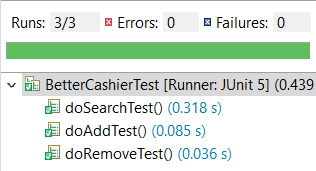 Runs: 3/3 Errors: 0 Failures: 0
BetterCashierTest [Runner: JUnit 5] (0.439
doSearchTest() (0.318 s)
doAddTest() (0.085 s)
doRemoveTest() (0.036 s)